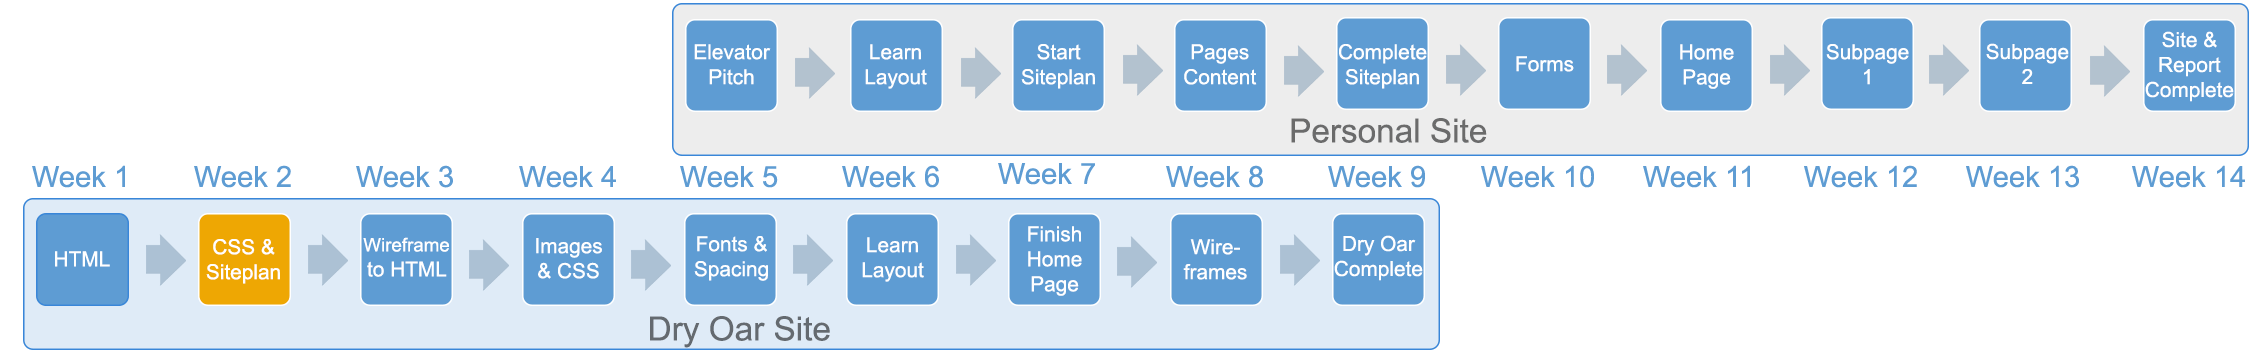 Elevator
Pitch
Learn
Layout
Start
Siteplan
Pages
Content
Complete
Siteplan
Forms
Home
Page
Subpage
1
Subpage
2
Site &
Report
Complete
Personal Site
Week 1
Week 2
Week 3
Week 4
Week 5
Week 6
Week 7
Week 8
Week 9
Week 10
Week 11
Week 12
Week 13
Week 14
HTML
CSS &
Siteplan
Wireframe
to HTML
Images
& CSS
Fonts &
Spacing
Learn
Layout
Finish
Home
Page
Wire-
frames
Dry Oar
Complete
Dry Oar Site